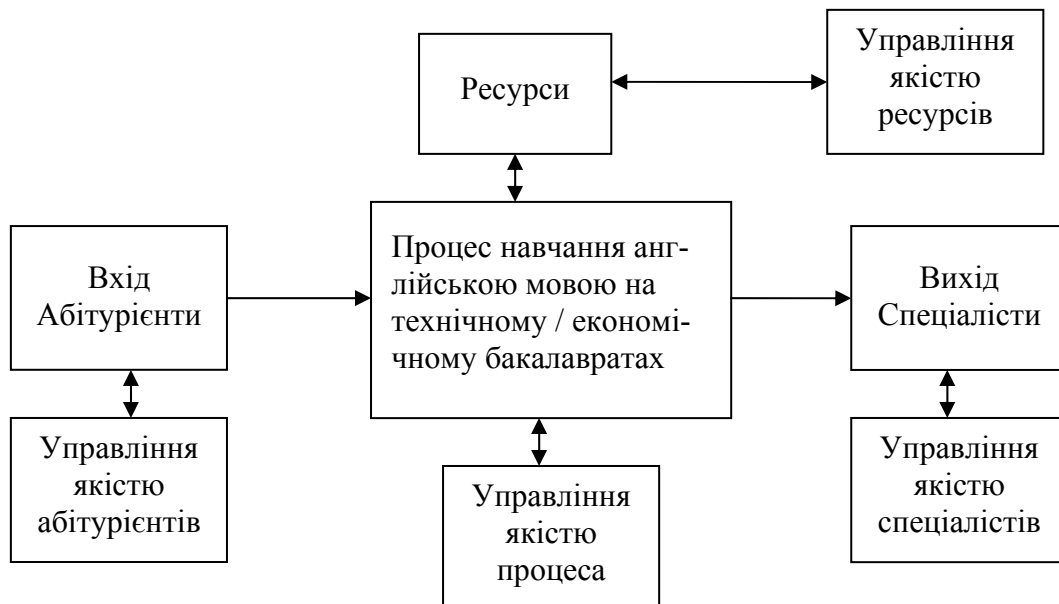 Ресурси
Управління
якістю
ресурсів
Вхід
Абітурієнти
Процес навчання анг-
лійською мовою на
технічному / економі-
чному бакалавратах
Вихід
Спеціалісти
Управління
якістю
абітурієнтів
Управління
якістю
процеса
Управління
якістю
спеціалістів